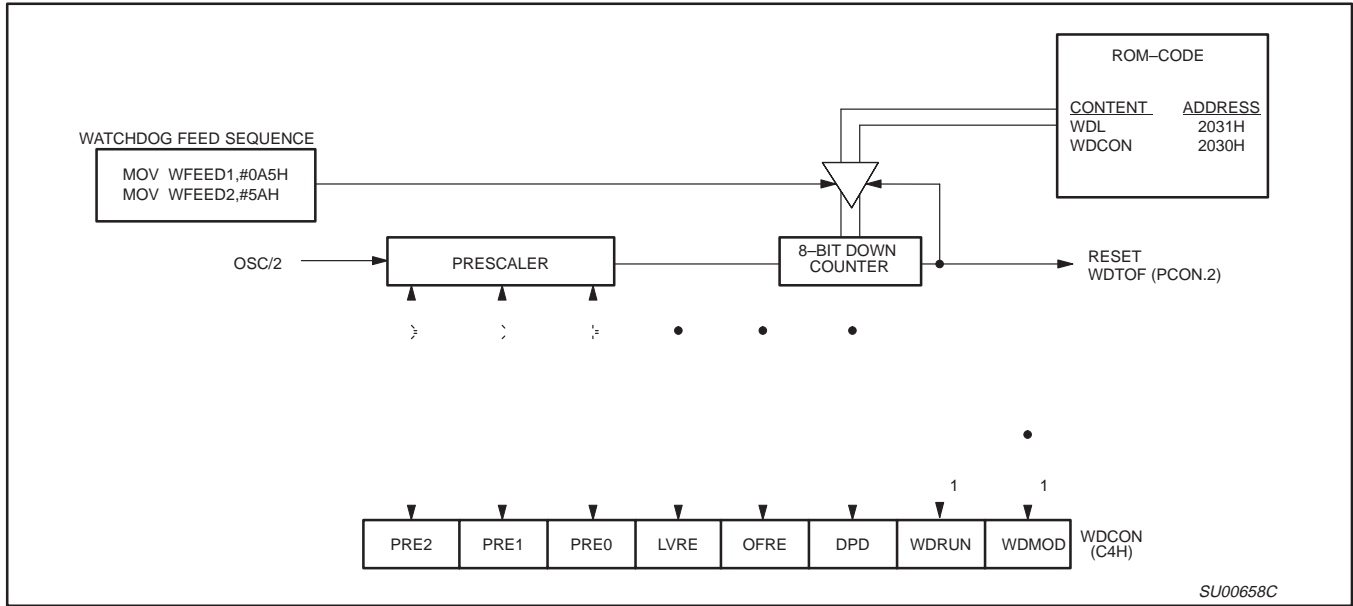 ROM–CODE
CONTENT ADDRESS
WDL 2031H
WDCON 2030H
WATCHDOG FEED SEQUENCE
MOV WFEED1,#0A5H
MOV WFEED2,#5AH
OSC/2
PRESCALER
8–BIT DOWN
COUNTER
RESET
WDTOF (PCON.2)
1 1
PRE2 PRE1 PRE0 LVRE OFRE DPD WDRUN WDMOD
WDCON
(C4H)
SU00658C